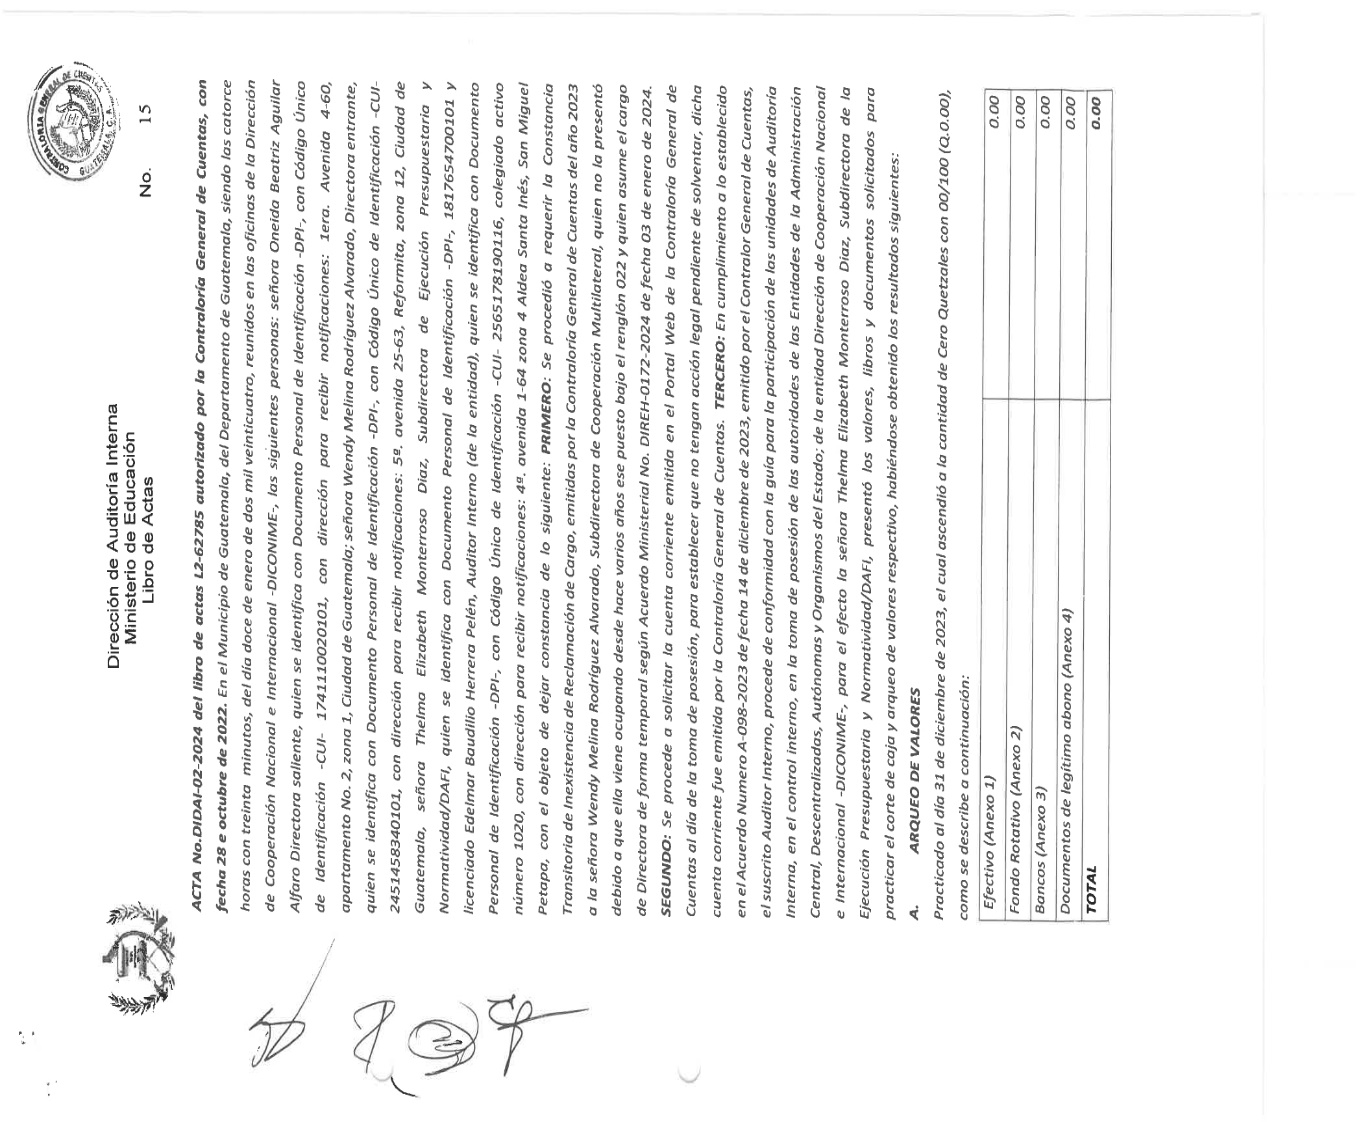 CONTRALORIA GENERAL DE CUENTAS
GUATEMALA, C. A.
Dirección de Auditoría Interna
Ministerio de Educación
Libro de Actas
No. 15
ACTA No.DIDAI-02-2024 del libro de actas L2-62785 autorizado por la Contraloría General de Cuentas, con
fecha 28 e octubre de 2022. En el Municipio de Guatemala, del Departamento de Guatemala, siendo las catorce
horas con treinta minutos, del día doce de enero de dos mil veinticuatro, reunidos en las oficinas de la Dirección
de Cooperación Nacional e Internacional -DICONIME-, las siguientes personas: señora Oneida Beatriz Aguilar
Alfaro Directora saliente, quien se identifica con Documento Personal de Identificación -DPI-, con Código Único
de Identificación -CUI- 1741110020101, con dirección para recibir notificaciones: 1era. Avenida 4-60,
apartamento No. 2, zona 1, Ciudad de Guatemala; señora Wendy Melina Rodríguez Alvarado, Directora entrante,
quien se identifica con Documento Personal de Identificación -DPI-, con Código Único de Identificación -CUI-
2451458340101, con dirección para recibir notificaciones: 5ª. avenida 25-63, Reformita, zona 12, Ciudad de
Guatemala, señora Thelma Elizabeth Monterroso Diaz, Subdirectora de Ejecución Presupuestaria y
Normatividad/DAFI, quien se identifica con Documento Personal de Identificación -DPI-, 1817654700101 y
licenciado Edelmar Baudilio Herrera Pelén, Auditor Interno (de la entidad), quien se identifica con Documento
Personal de Identificación -DPI-, con Código Único de Identificación -CUI- 2565178190116, colegiado activo
número 1020, con dirección para recibir notificaciones: 4ª. avenida 1-64 zona 4 Aldea Santa Inés, San Miguel
Petapa, con el objeto de dejar constancia de lo siguiente: PRIMERO: Se procedió a requerir la Constancia
Transitoria de Inexistencia de Reclamación de Cargo, emitidas por la Contraloría General de Cuentas del año 2023
a la señora Wendy Melina Rodríguez Alvarado, Subdirectora de Cooperación Multilateral, quien no la presentó
debido a que ella viene ocupando desde hace varios años ese puesto bajo el renglón 022 y quien asume el cargo
de Directora de forma temporal según Acuerdo Ministerial No. DIREH-0172-2024 de fecha 03 de enero de 2024.
SEGUNDO: Se procede a solicitar la cuenta corriente emitida en el Portal Web de la Contraloría General de
Cuentas al día de la toma de posesión, para establecer que no tengan acción legal pendiente de solventar, dicha
cuenta corriente fue emitida por la Contraloría General de Cuentas. TERCERO: En cumplimiento a lo establecido
en el Acuerdo Numero A-098-2023 de fecha 14 de diciembre de 2023, emitido por el Contralor General de Cuentas,
el suscrito Auditor Interno, procede de conformidad con la guía para la participación de las unidades de Auditoría
Interna, en el control interno, en la toma de posesión de las autoridades de las Entidades de la Administración
Central, Descentralizadas, Autónomas y Organismos del Estado; de la entidad Dirección de Cooperación Nacional
e Internacional -DICONIME-, para el efecto la señora Thelma Elizabeth Monterroso Diaz, Subdirectora de la
Ejecución Presupuestaria y Normatividad/DAFI, presentó los valores, libros y documentos solicitados para
practicar el corte de caja y arqueo de valores respectivo, habiéndose obtenido los resultados siguientes:
A. ARQUEO DE VALORES
Practicado al día 31 de diciembre de 2023, el cual ascendió a la cantidad de Cero Quetzales con 00/100 (Q.0.00),
como se describe a continuación:
Efectivo (Anexo 1) 0.00
Fondo Rotativo (Anexo 2) 0.00
Bancos (Anexo 3) 0.00
Documentos de legítimo abono (Anexo 4) 0.00
TOTAL 0.00